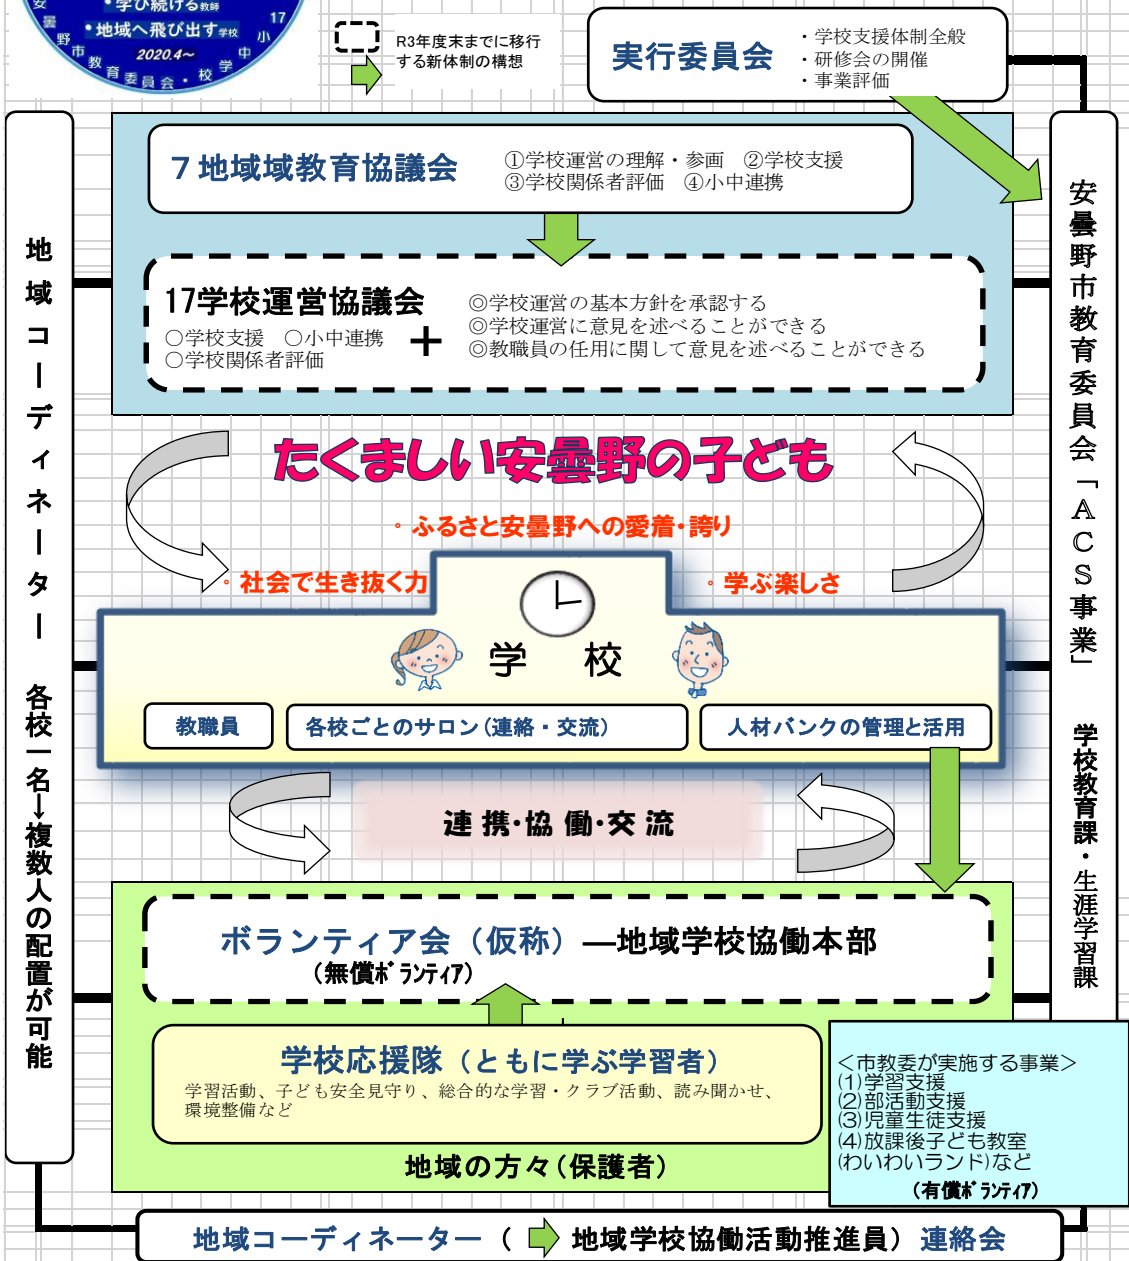 ・学び続ける教師
・地域へ飛び出す学校
2020.4～
安曇野市教育委員会・校学中小17
R3年度末までに移行
する新体制の構想
実行委員会
・学校支援体制全般
・研修会の開催
・事業評価
７地域域教育協議会
①学校運営の理解・参画　②学校支援
③学校関係者評価　④小中連携
17学校運営協議会
○学校支援　○小中連携
○学校関係者評価
＋
◎学校運営の基本方針を承認する
◎学校運営に意見を述べることができる
◎教職員の任用に関して意見を述べることができる
地域コーディネーター　各校一名→複数人の配置が可能
安曇野市教育委員会「ＡＣＳ事業」　学校教育課・生涯学習課
たくましい安曇野の子ども
・ふるさと安曇野への愛着・誇り
・社会で生き抜く力
・学ぶ楽しさ
学　校
教職員
各校ごとのサロン(連絡・交流)
人材バンクの管理と活用
連携・協働・交流
ボランティア会（仮称）―地域学校協働本部
(無償ﾎﾞﾗﾝﾃｨｱ)
学校応援隊（ともに学ぶ学習者）
学習活動、子ども安全見守り、総合的な学習・クラブ活動、読み聞かせ、
環境整備など
地域の方々(保護者)
＜市教委が実施する事業＞
(1)学習支援
(2)部活動支援
(3)児童生徒支援
(4)放課後子ども教室
(わいわいランド)など
(有償ﾎﾞﾗﾝﾃｨｱ)
地域コーディネーター（　地域学校協働活動推進員）連絡会